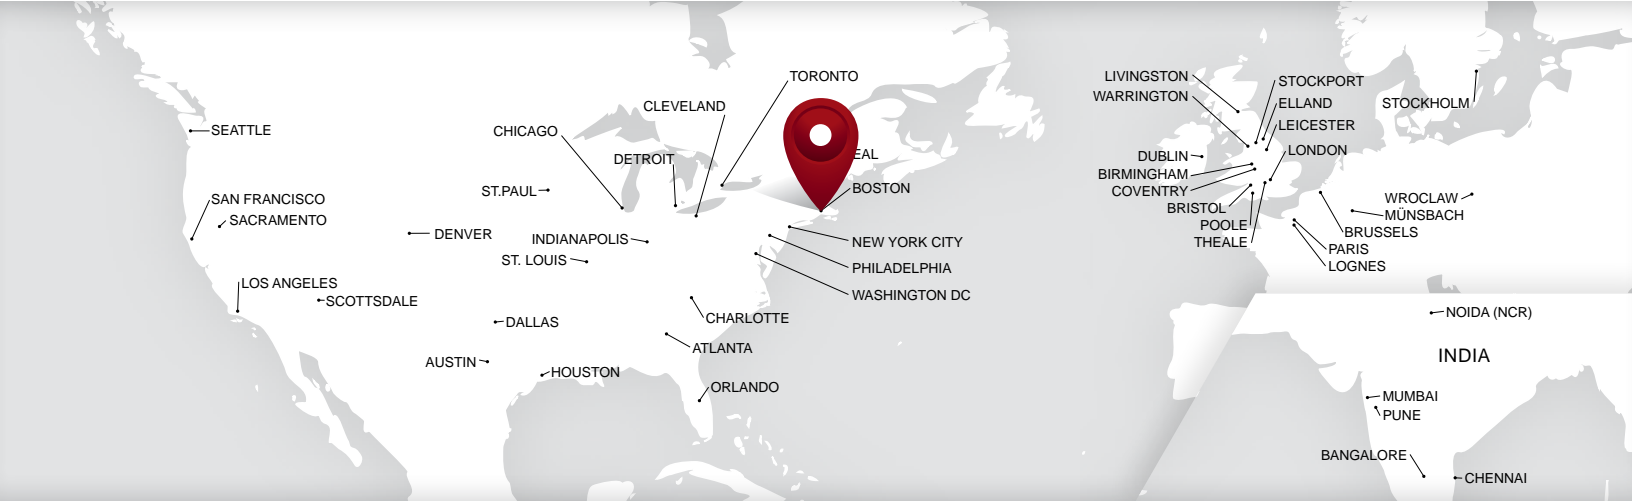 TORONTO
CLEVELAND
CHICAGO
SEATTLE
DETROIT
EAL
ST.PAUL
BOSTON
SAN FRANCISCO
SACRAMENTO
DENVER
INDIANAPOLIS
NEW YORK CITY
ST. LOUIS
PHILADELPHIA
LOS ANGELES
SCOTTSDALE
WASHINGTON DC
DALLAS
CHARLOTTE
ATLANTA
AUSTIN
HOUSTON
ORLANDO
LIVINGSTON
STOCKPORT
WARRINGTON
ELLAND
STOCKHOLM
LEICESTER
DUBLIN
LONDON
BIRMINGHAM
COVENTRY
BRISTOL
POOLE
THEALE
WROCLAW
MÜNSBACH
BRUSSELS
PARIS
LOGNES
NOIDA (NCR)
INDIA
MUMBAI
PUNE
BANGALORE
CHENNAI